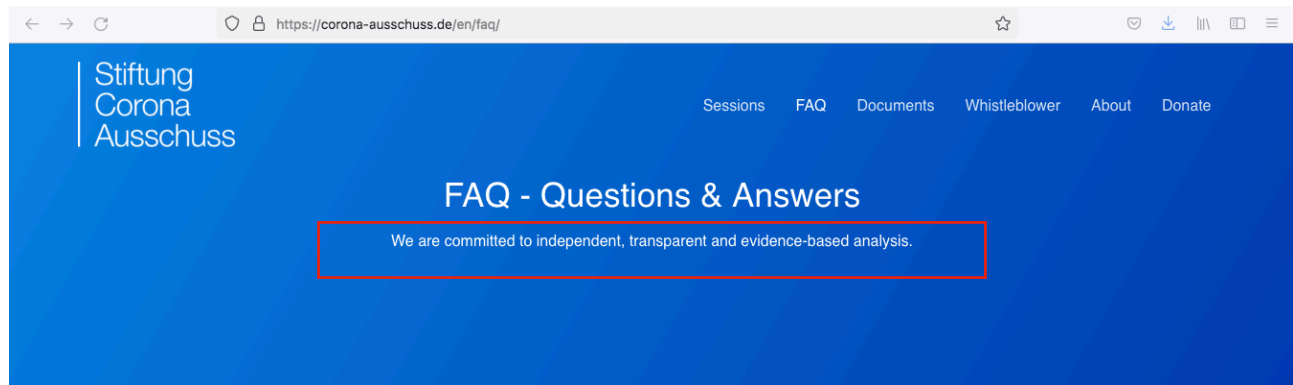 https://corona-ausschuss.de/en/faq/
Stiftung
Corona
Ausschuss
Sessions FAQ Documents Whistleblower About Donate
FAQ - Questions & Answers
We are committed to independent, transparent and evidence-based analysis.